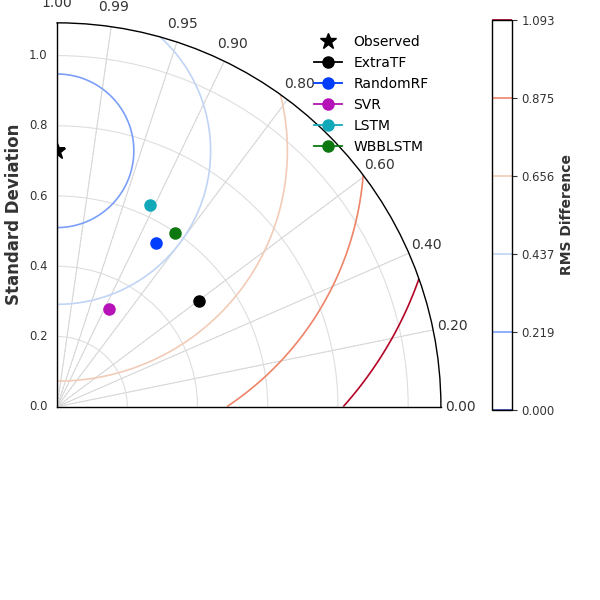 1.00
0.99
0.95
0.90
0.80
0.60
0.40
0.20
0.00
1.0
0.8
0.6
0.4
0.2
0.0
Standard Deviation
Observed
ExtraTF
RandomRF
SVR
LSTM
WBBLSTM
1.093
0.875
0.656
0.437
0.219
0.000
RMS Difference